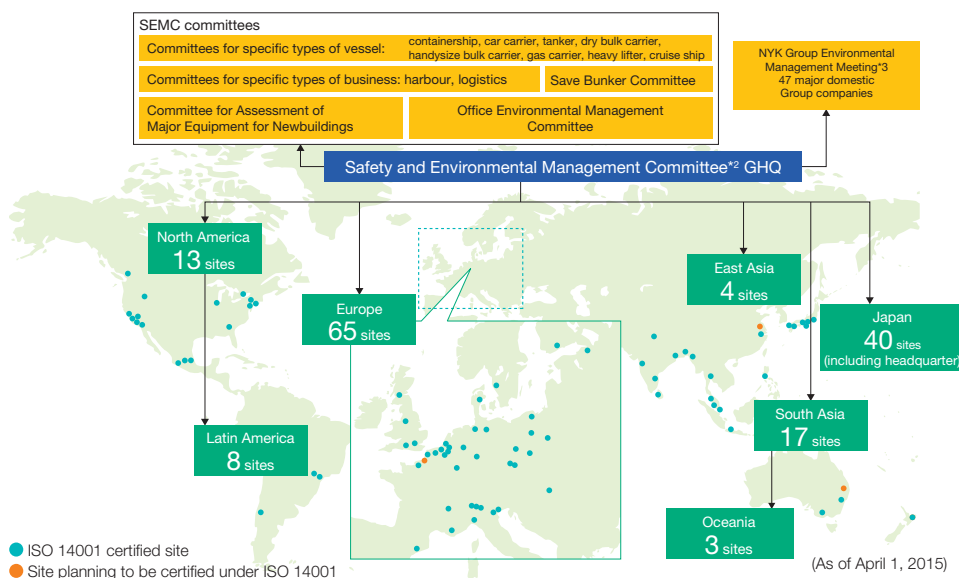 SEMC committees
Committees for specific types of vessel: containership, car carrier, tanker, dry bulk carrier,
handysize bulk carrier, gas carrier, heavy lifter, cruise ship
Committees for specific types of business: harbour, logistics
Save Bunker Committee
Committee for Assessment of
Major Equipment for Newbuildings
Office Environmental Management
Committee
NYK Group Environmental
Management Meeting*3
47 major domestic
Group companies
Safety and Environmental Management Committee*2 GHQ
North America
13 sites
Europe
65 sites
East Asia
4 sites
Japan
40 sites
(including headquarter)
Latin America
8 sites
South Asia
17 sites
Oceania
3 sites
ISO 14001 certified site
Site planning to be certified under ISO 14001
(As of April 1, 2015)